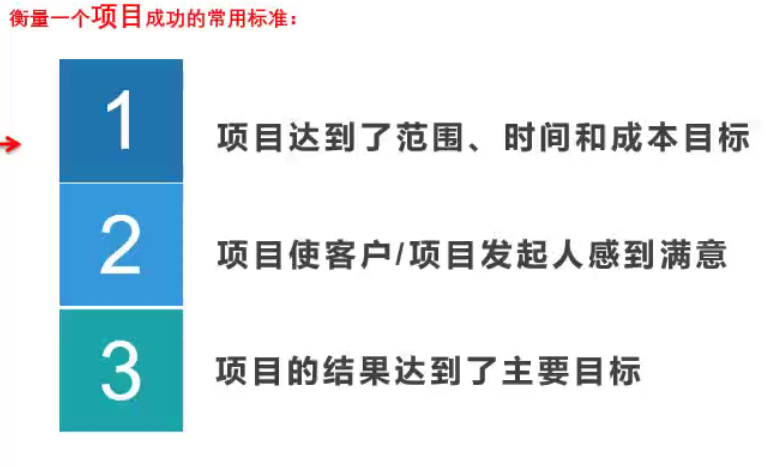 衡量一个项目成功的常用标准：
1
项目达到了范围、时间和成本目标
2
项目使客户/项目发起人感到满意
3
项目的结果达到了主要目标